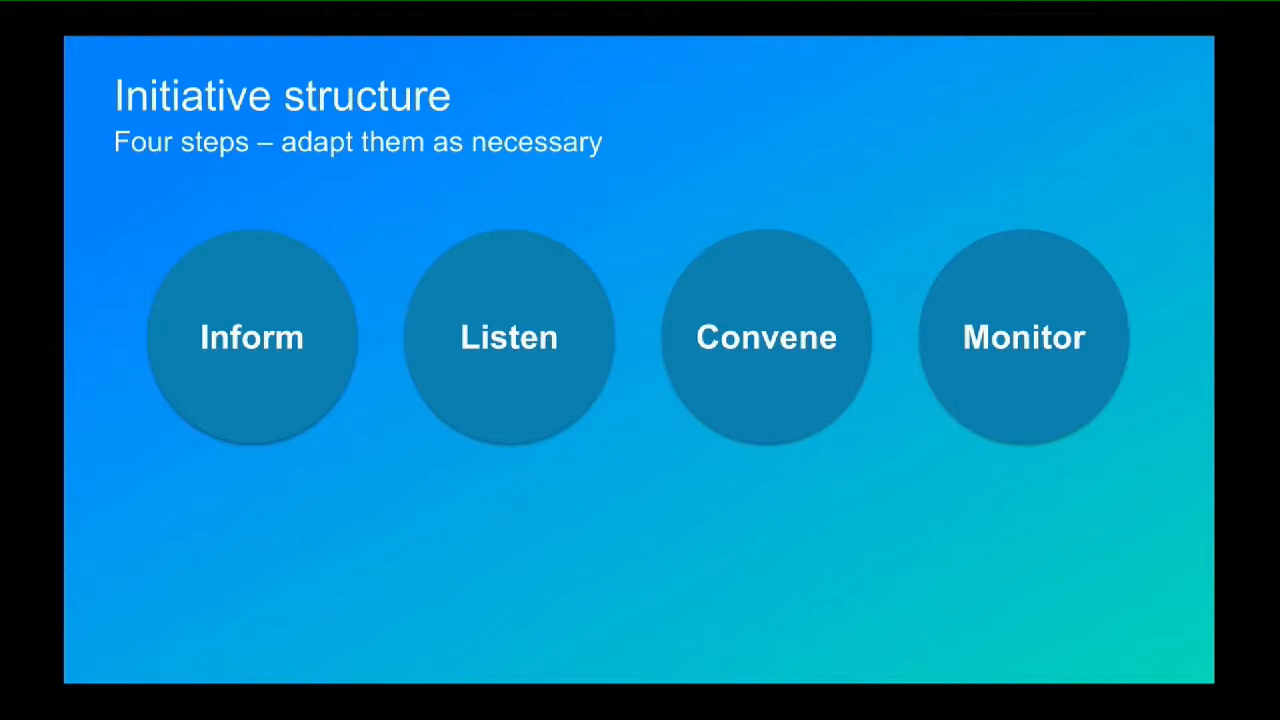 Initiative structure
Four steps – adapt them as necessary
Inform
Listen
Convene
Monitor